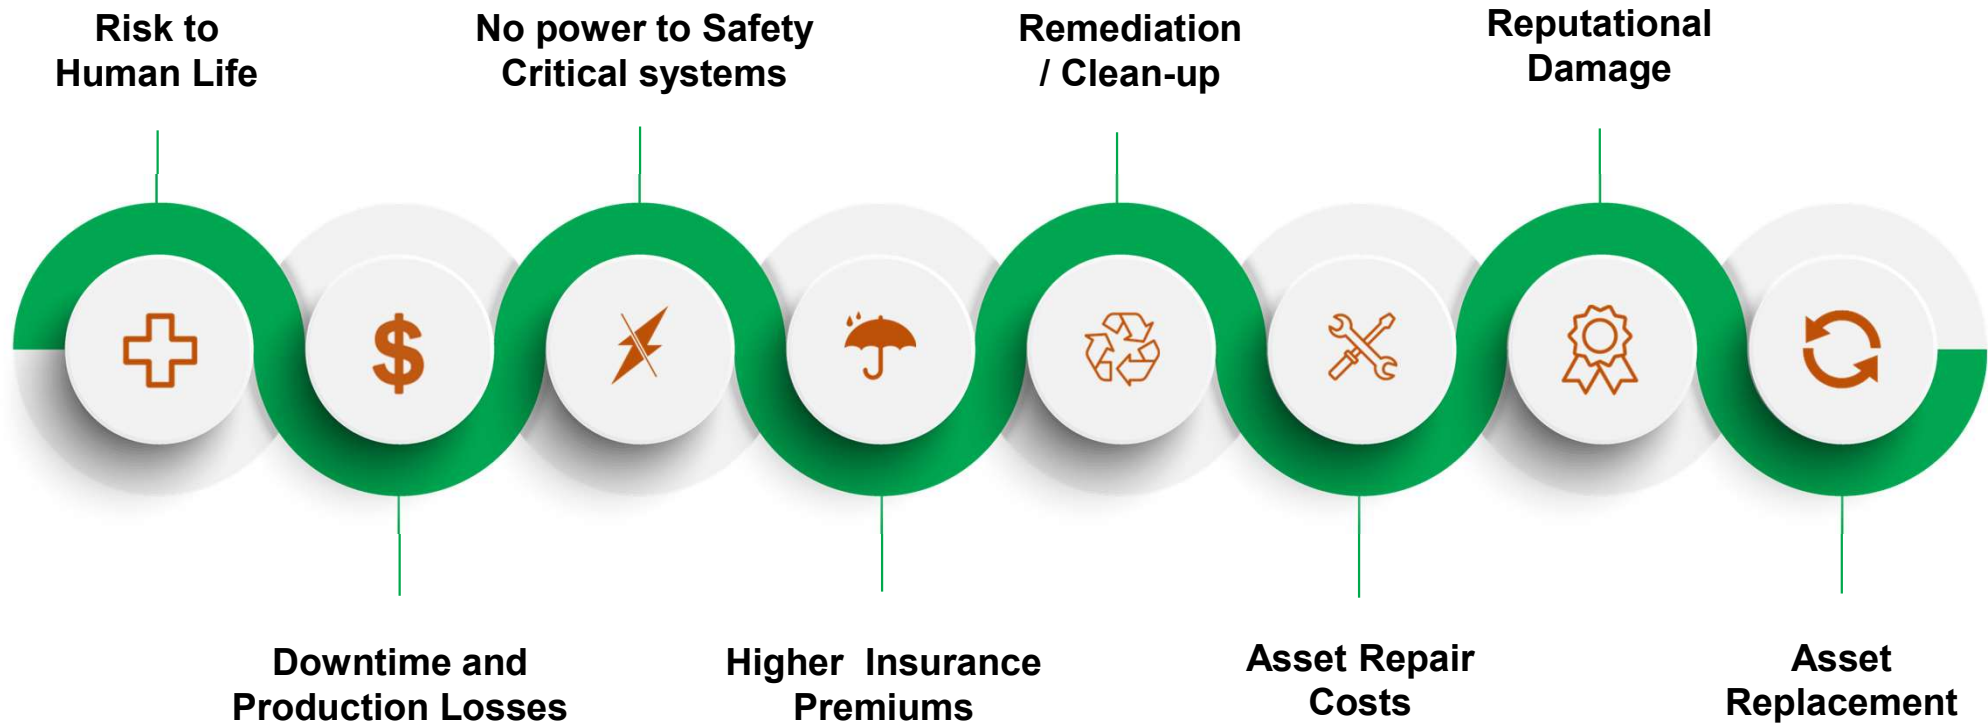 Risk to
Human Life
No power to Safety
Critical systems
Remediation
/ Clean-up
Reputational
Damage
$
Downtime and
Production Losses
Higher  Insurance
Premiums
Asset Repair
Costs
Asset
Replacement